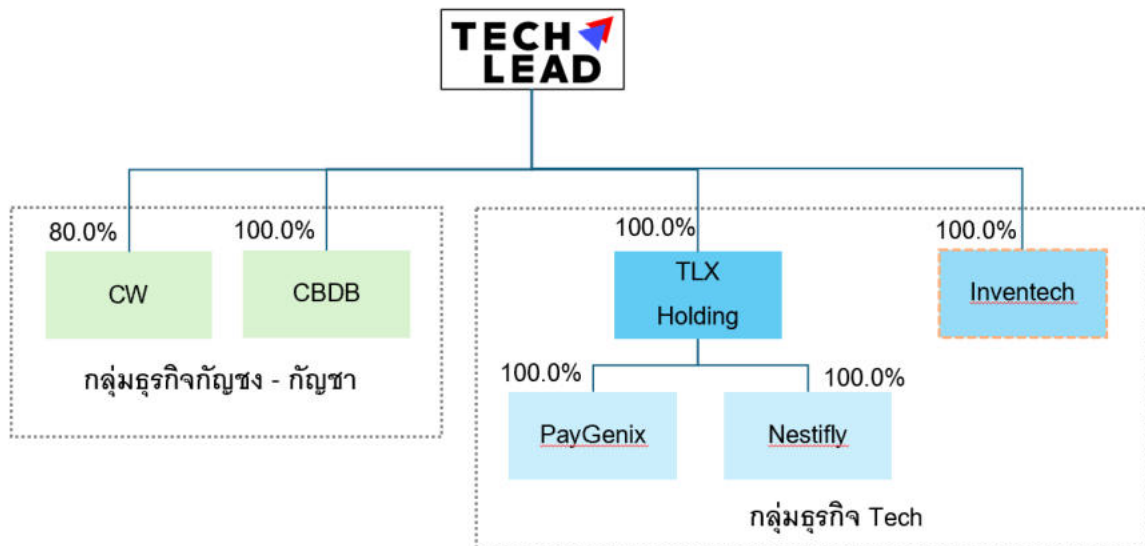 TECH
LEAD
80.0%
100.0%
100.0%
100.0%
CW
CBDB
TLX
Holding
Inventech
กลุ่มธุรกิจกัญชง - กัญชา
100.0%
100.0%
PayGenix
Nestifly
กลุ่มธุรกิจ Tech